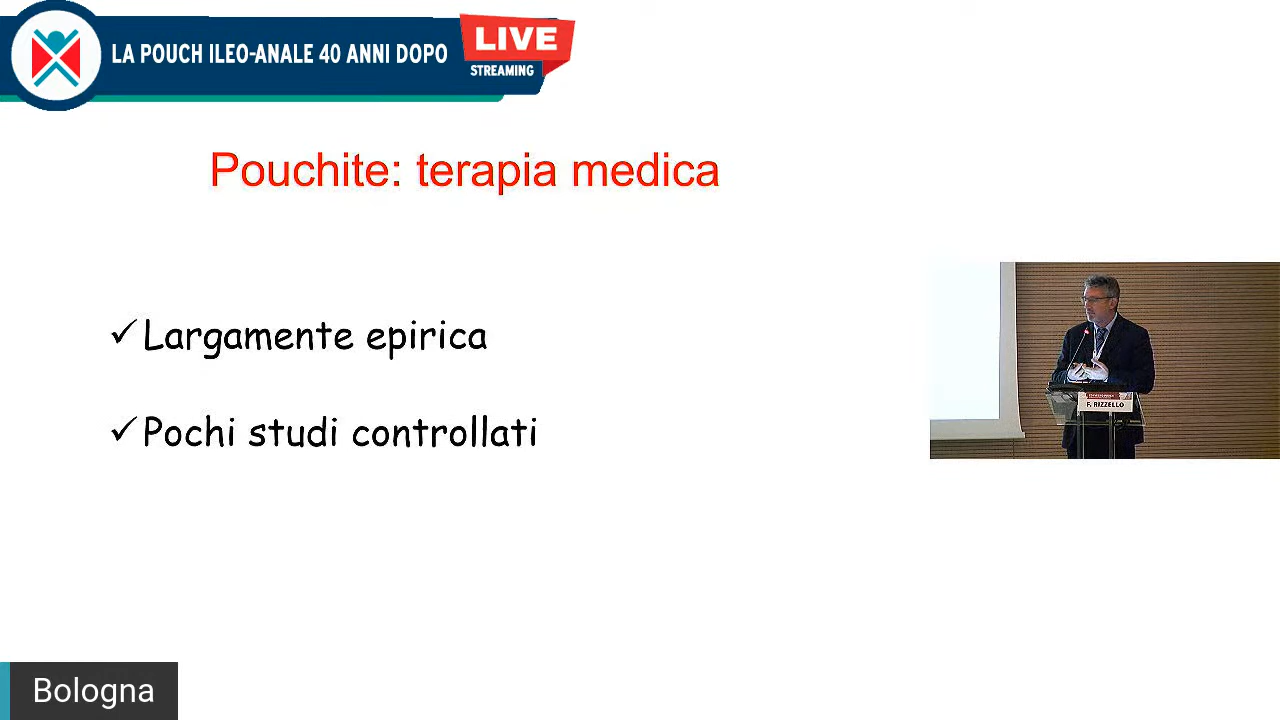 LA POUCH ILEO-ANALE 40 ANNI DOPO
LIVE
STREAMING
Pouchite: terapia medica
✓Largamente epirica
✓Pochi studi controllati
F. RIZZELLO
Bologna